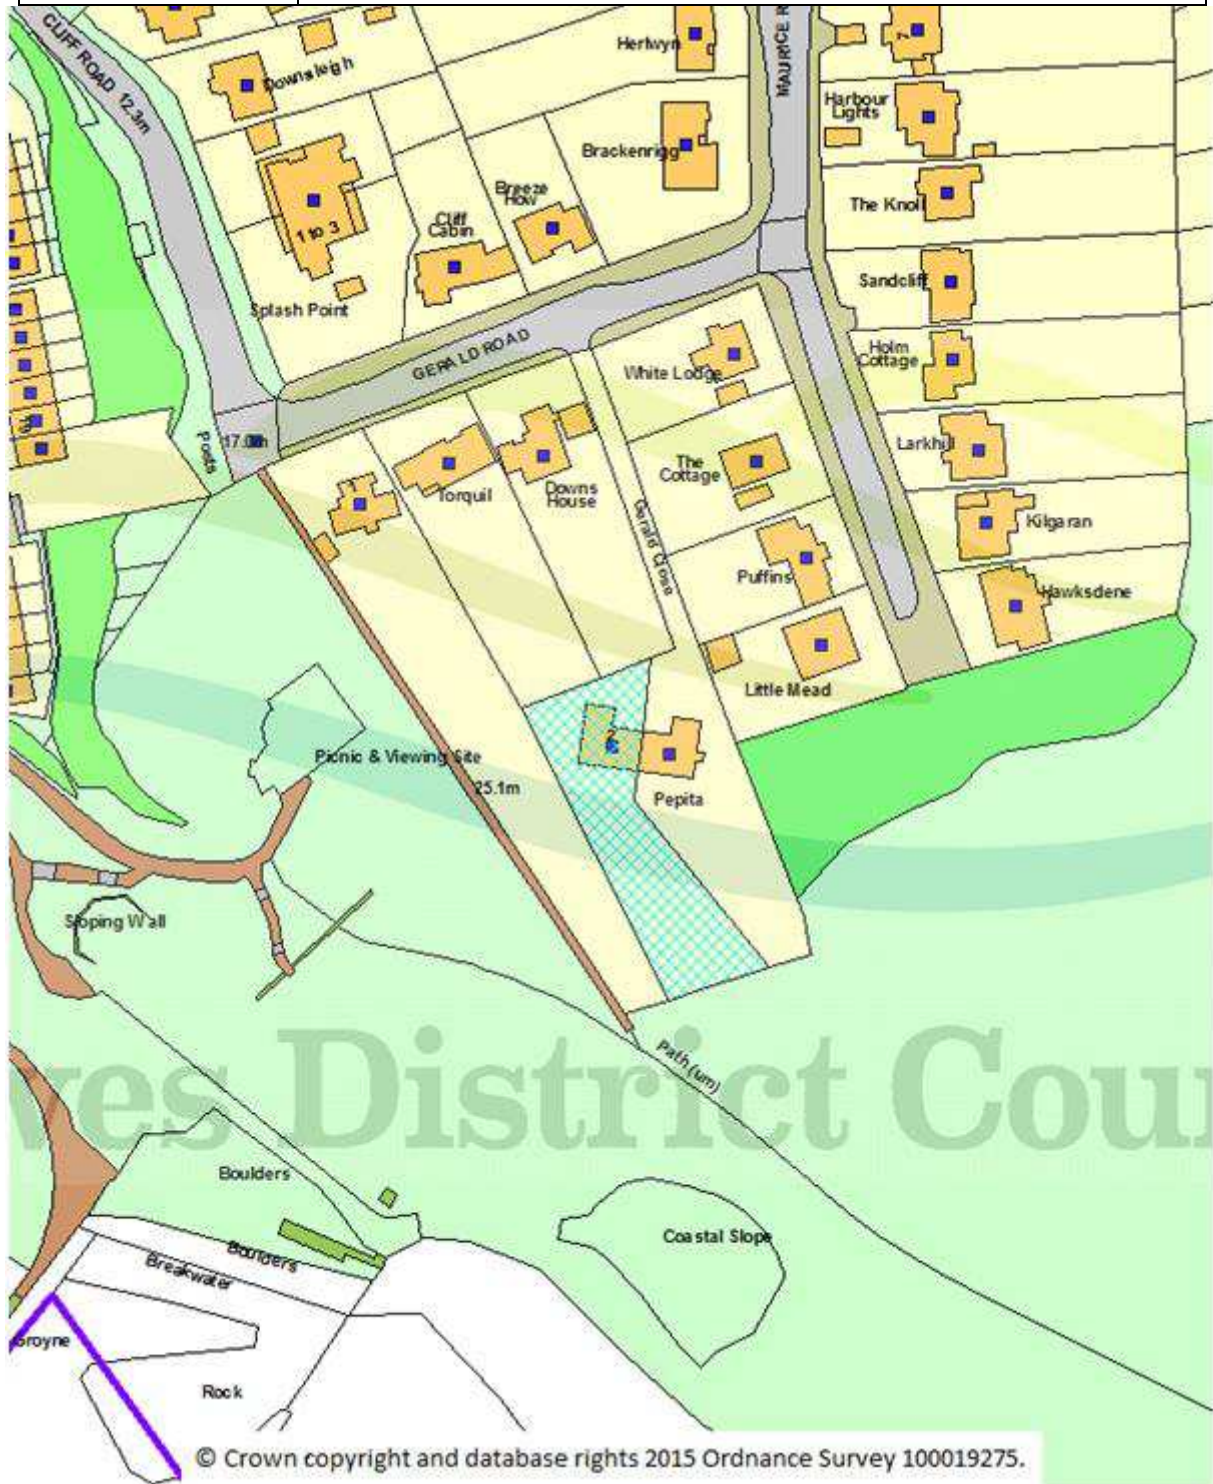 CLIFF ROAD 12.3m
Downsleigh
Herlwyn
MAURICE R
7
Harbour
Lights
Brackenrigg
Breeze
How
The Knoll
Cliff
Cabin
1 to 3
Sandcliff
Splash Point
GERALD ROAD
Holm
Cottage
White Lodge
Posts
Larkhill
The
Cottage
Torquil
Downs
House
Gerald Close
Kilgaran
Puffins
Hawksdene
Little Mead
2
Picnic & Viewing Site
25.1m
Pepita
Sloping Wall
ves District Cou
Path (um)
Boulders
Coastal Slope
Boulders
Breakwater
Groyne
Rock
© Crown copyright and database rights 2015 Ordnance Survey 100019275.